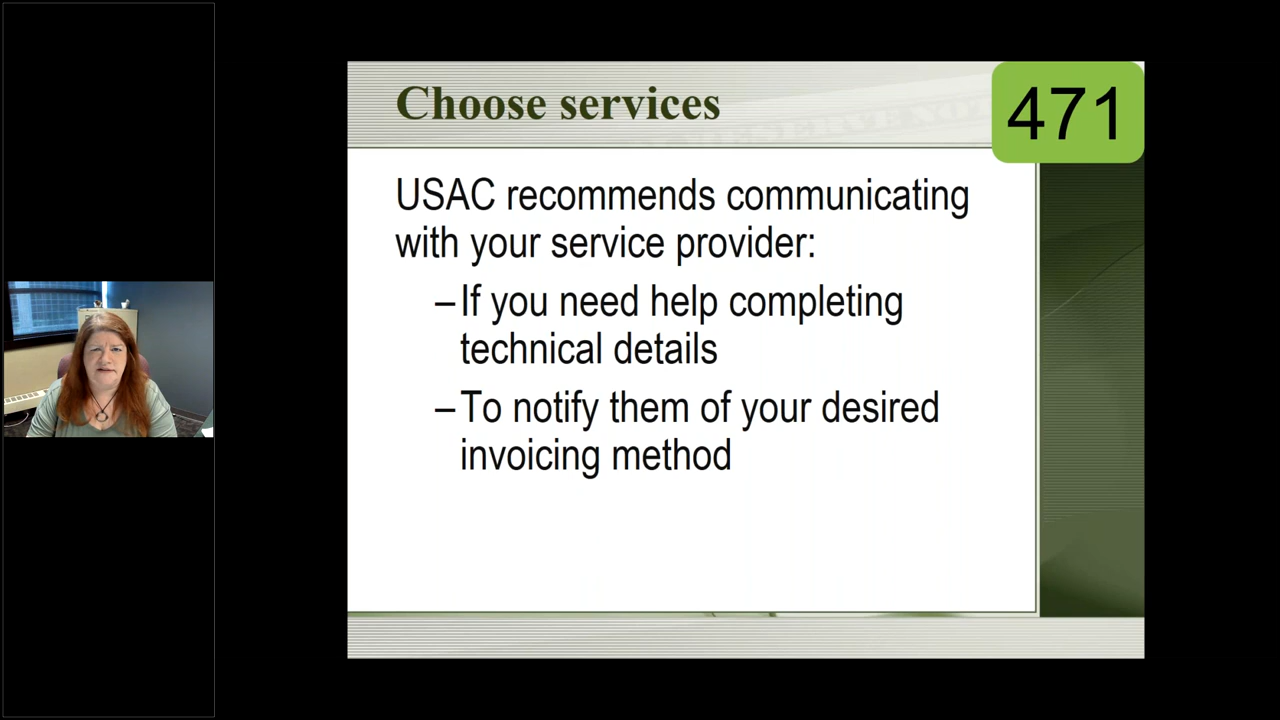 Choose services
471
USAC recommends communicating
with your service provider:
–If you need help completing
technical details
–To notify them of your desired
invoicing method